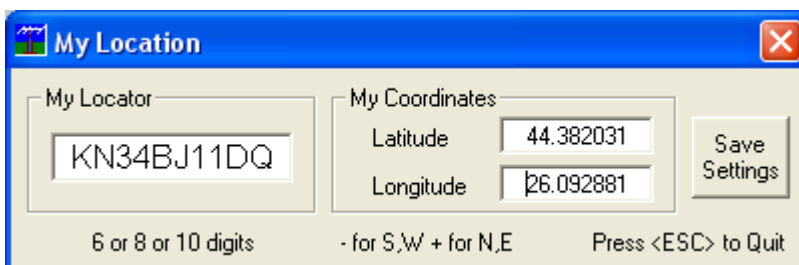 My Location
My Locator
KN34BJ11DQ
My Coordinates
Latitude 44.382031
Longitude 26.092881
Save
Settings
6 or 8 or 10 digits
- for S,W + for N,E
Press <ESC> to Quit